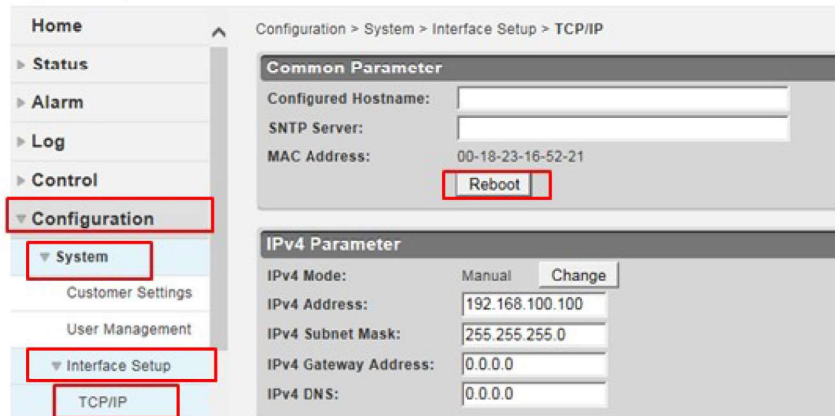 Home
Status
Alarm
Log
Control
Configuration
System
Customer Settings
User Management
Interface Setup
TCP/IP
Configuration > System > Interface Setup > TCP/IP
Common Parameter
Configured Hostname:
SNTP Server:
MAC Address: 00-18-23-16-52-21
Reboot
IPv4 Parameter
IPv4 Mode: Manual Change
IPv4 Address: 192.168.100.100
IPv4 Subnet Mask: 255.255.255.0
IPv4 Gateway Address: 0.0.0.0
IPv4 DNS: 0.0.0.0